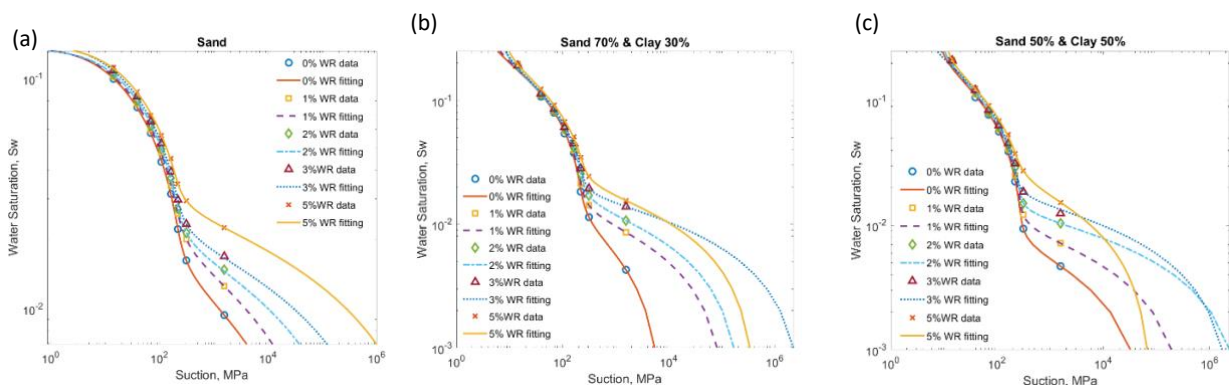 (a)
Sand
0% WR data
0% WR fitting
1% WR data
1% WR fitting
2% WR data
2% WR fitting
3%WR data
3% WR fitting
5%WR data
5% WR fitting
10^-1
10^-2
Water Saturation, Sw
10^0
10^2
10^4
10^6
Suction, MPa
(b)
Sand 70% & Clay 30%
0% WR data
0% WR fitting
1% WR data
1% WR fitting
2% WR data
2% WR fitting
3%WR data
3% WR fitting
5%WR data
5% WR fitting
10^-1
10^-2
10^-3
Water Saturation, Sw
10^0
10^2
10^4
10^6
Suction, MPa
(c)
Sand 50% & Clay 50%
0% WR data
0% WR fitting
1% WR data
1% WR fitting
2% WR data
2% WR fitting
3%WR data
3% WR fitting
5%WR data
5% WR fitting
10^-1
10^-2
10^-3
Water Saturation, Sw
10^0
10^2
10^4
10^6
Suction, MPa